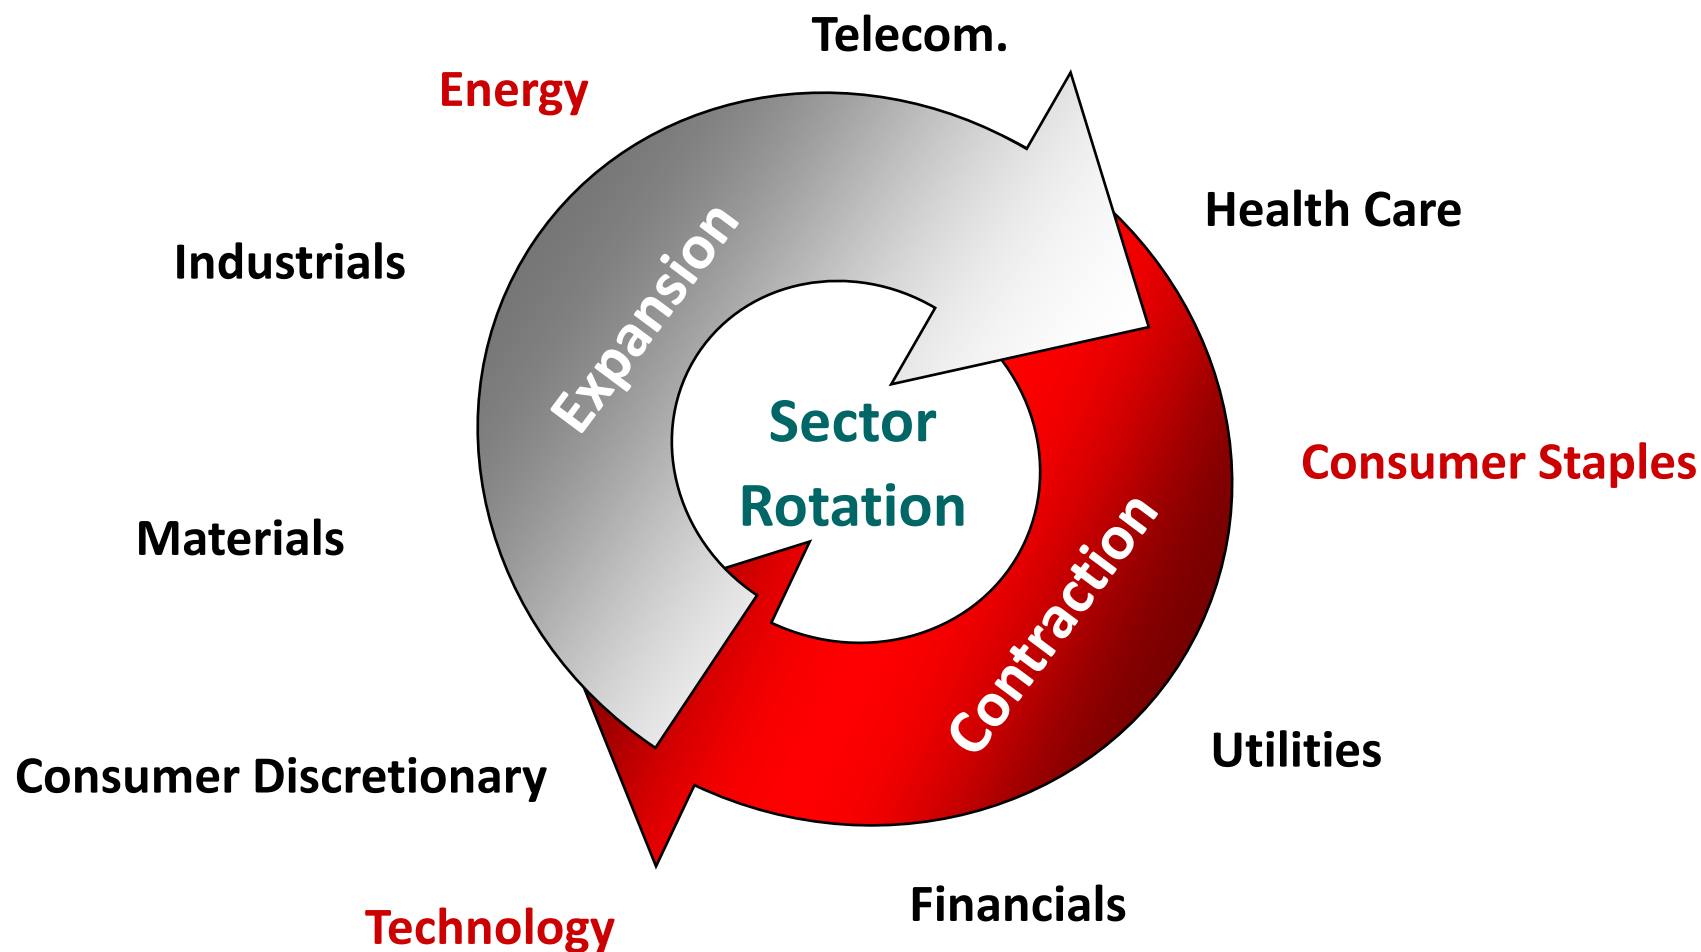 Telecom.
Energy
Health Care
Industrials
Expansion
Sector
Rotation
Consumer Staples
Materials
Contraction
Utilities
Consumer Discretionary
Financials
Technology